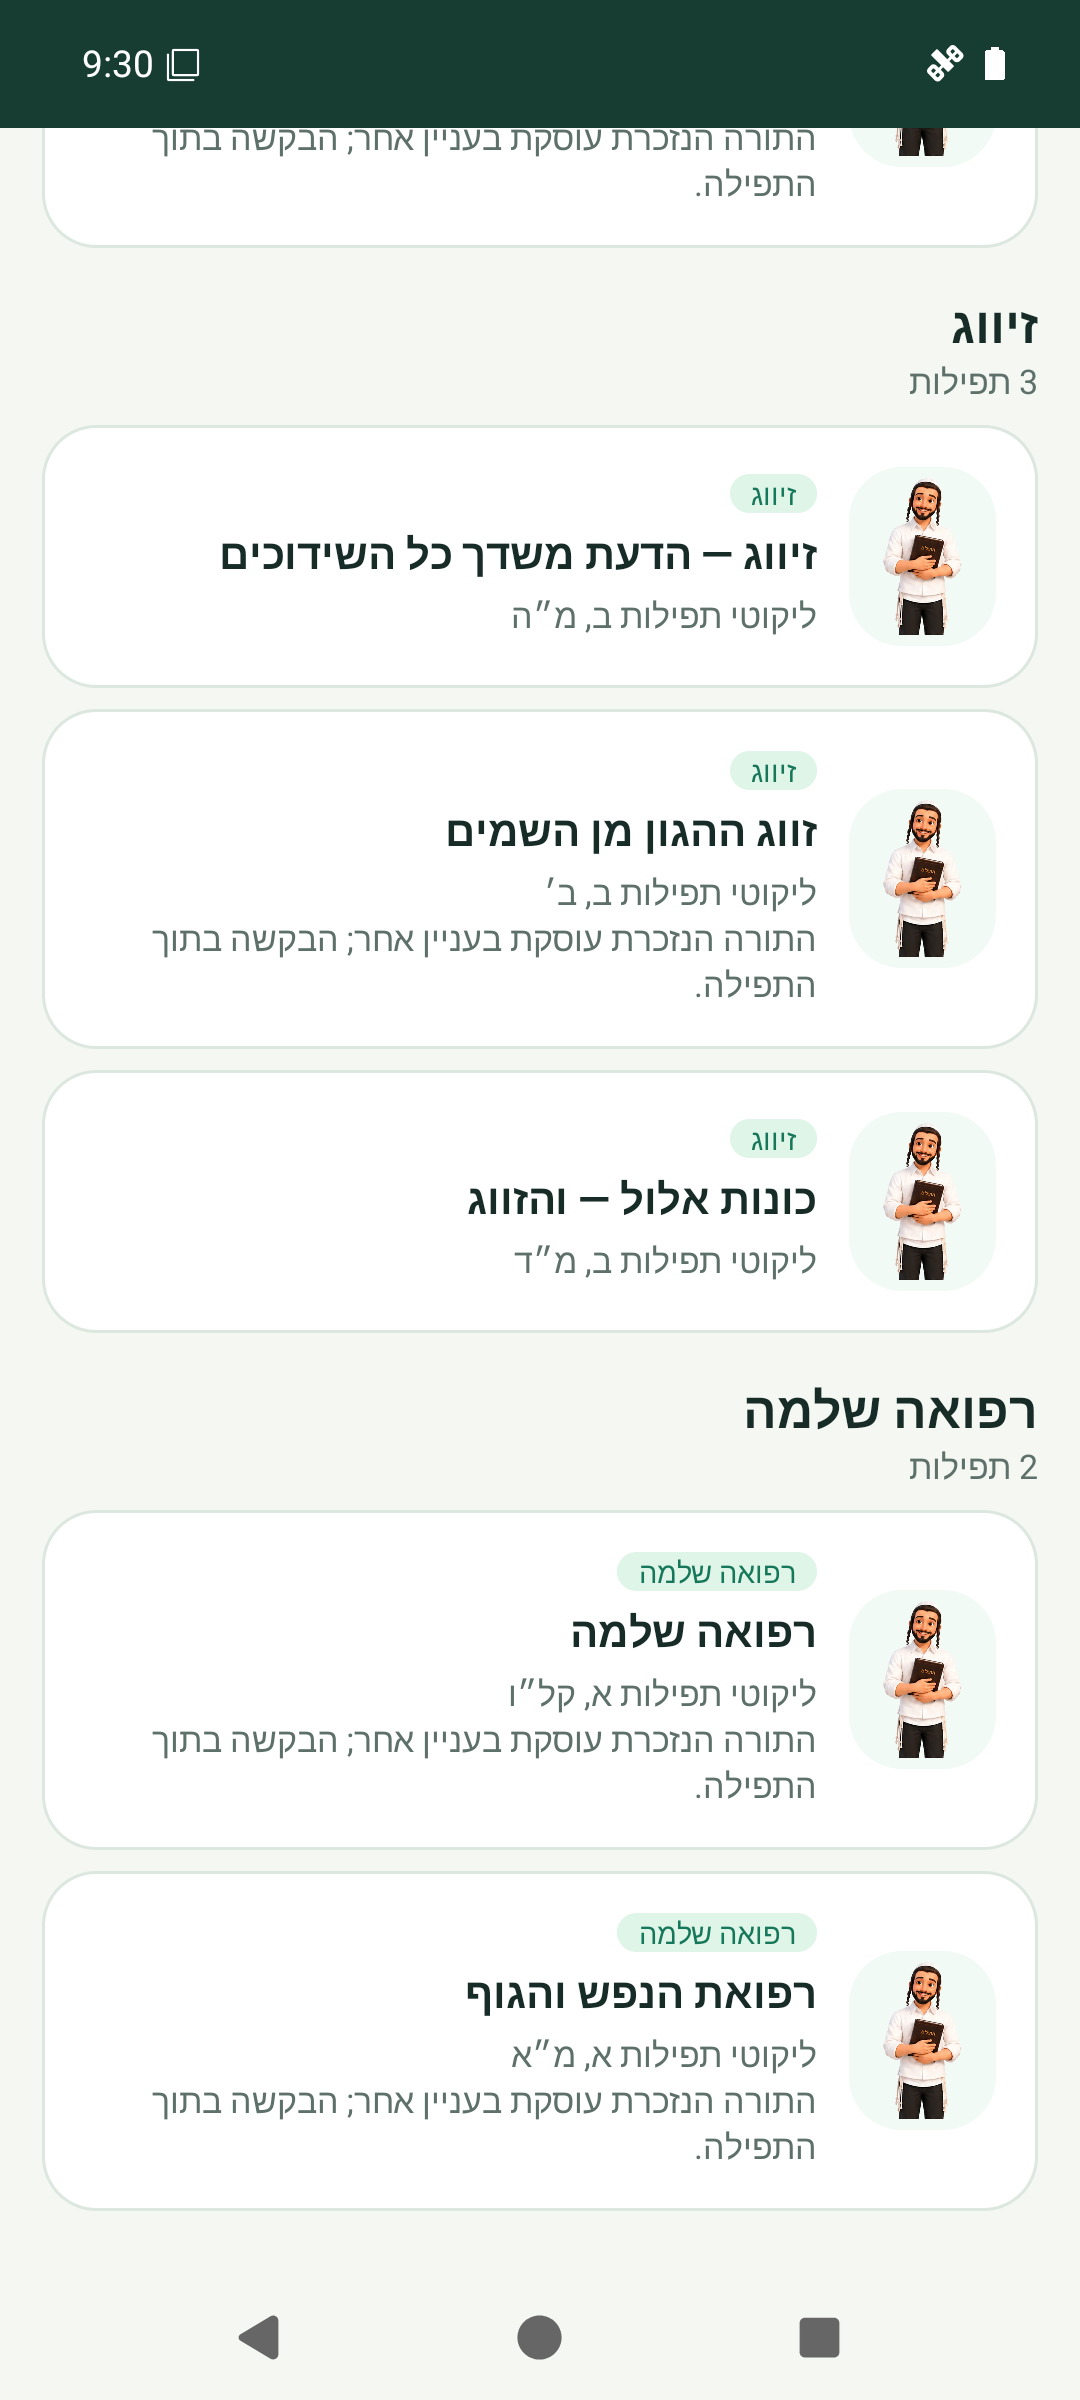 9:30
התורה הנזכרת עוסקת בעניין אחר; הבקשה בתוך
התפילה.
זיווג
3 תפילות
זיווג
זיווג – הדעת משדך כל השידוכים
ליקוטי תפילות ב, מ״ה
זיווג
זווג ההגון מן השמים
ליקוטי תפילות ב, ב׳
התורה הנזכרת עוסקת בעניין אחר; הבקשה בתוך
התפילה.
זיווג
כונות אלול – והזווג
ליקוטי תפילות ב, מ״ד
רפואה שלמה
2 תפילות
רפואה שלמה
רפואה שלמה
ליקוטי תפילות א, קל״ו
התורה הנזכרת עוסקת בעניין אחר; הבקשה בתוך
התפילה.
רפואה שלמה
רפואת הנפש והגוף
ליקוטי תפילות א, מ״א
התורה הנזכרת עוסקת בעניין אחר; הבקשה בתוך
התפילה.